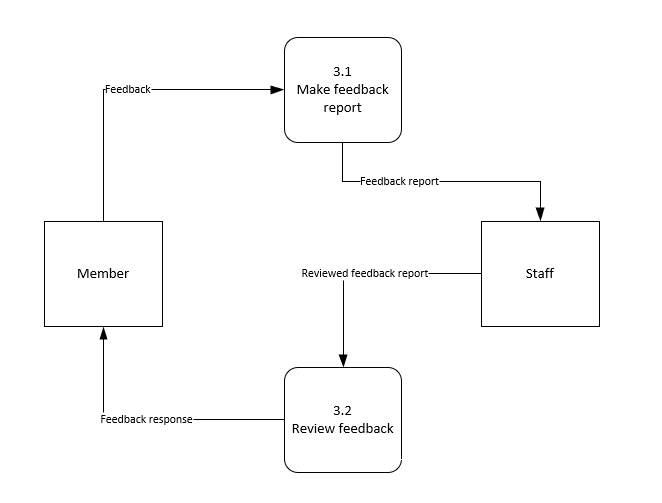 3.1
Make feedback
report
Feedback
Feedback report
Member
Reviewed feedback report
Staff
3.2
Review feedback
Feedback response